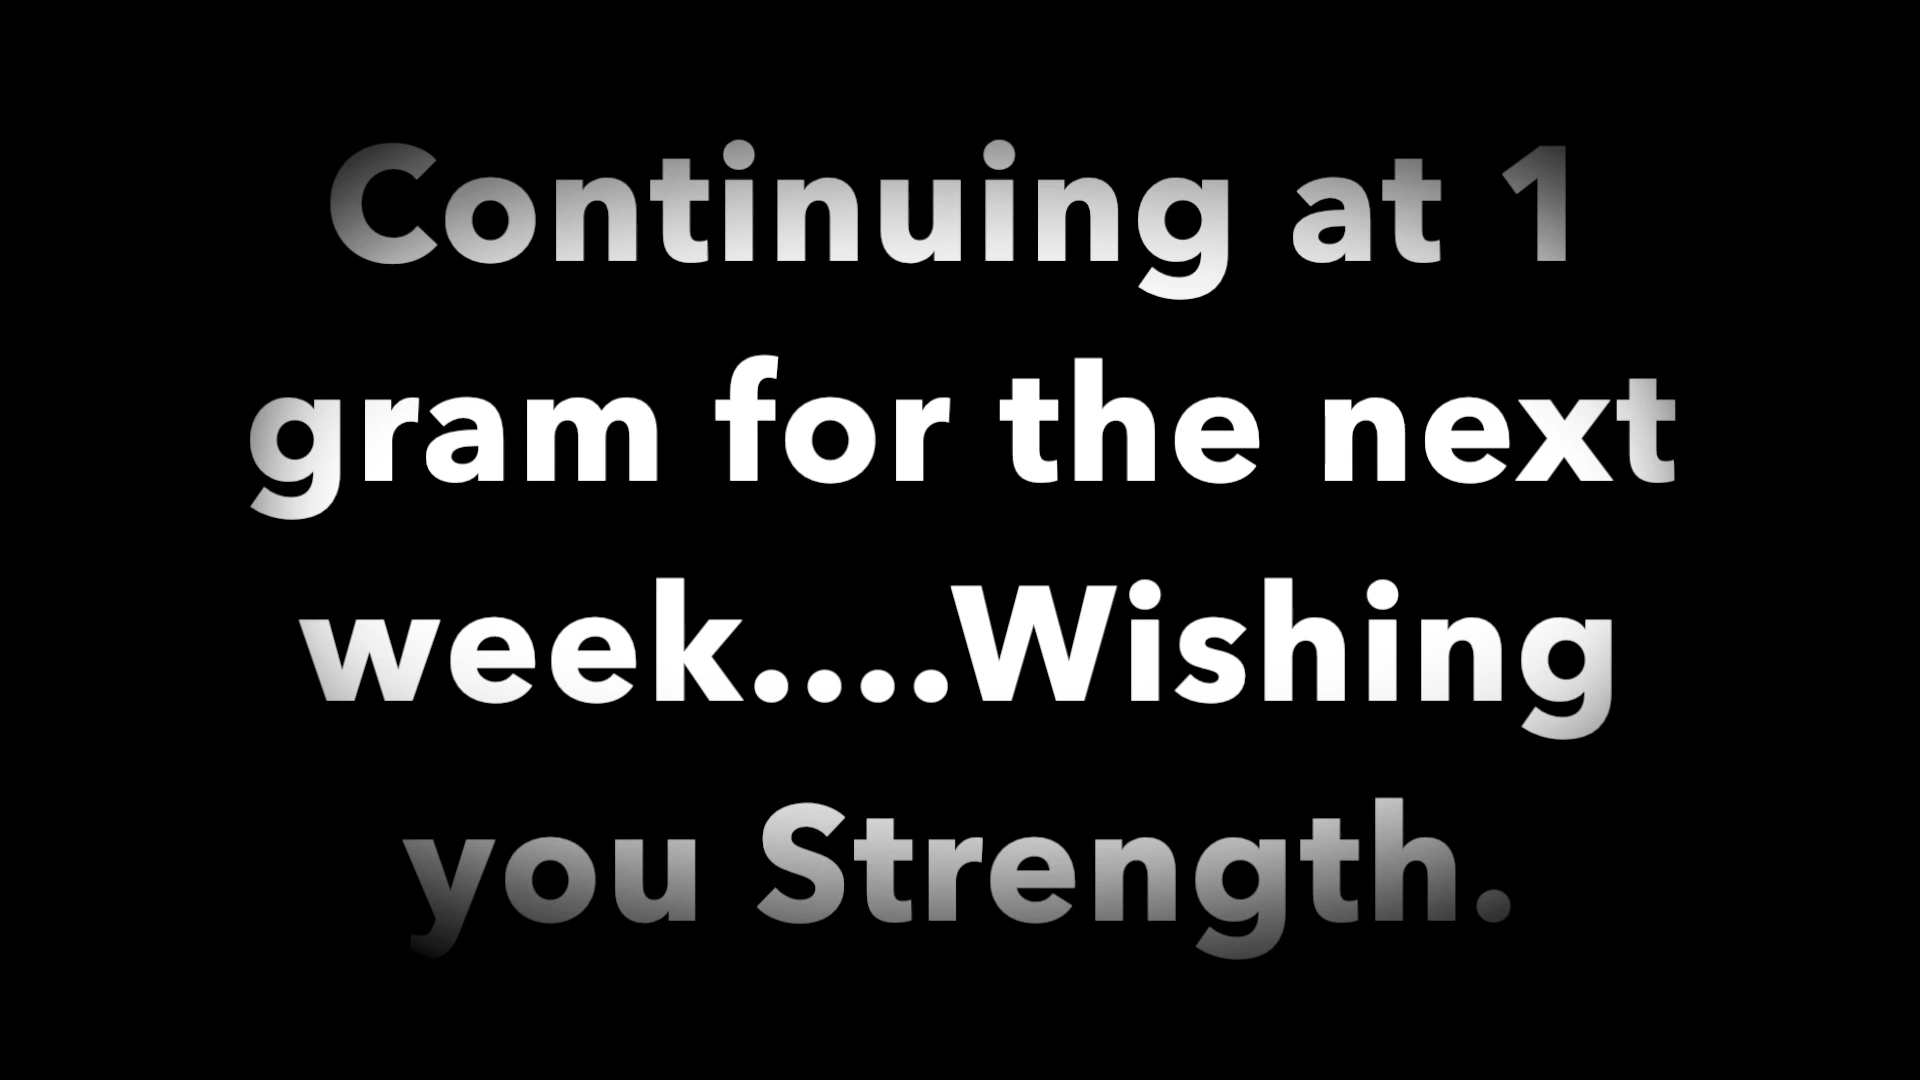 Continuing at 1
gram for the next
week....Wishing
you Strength.